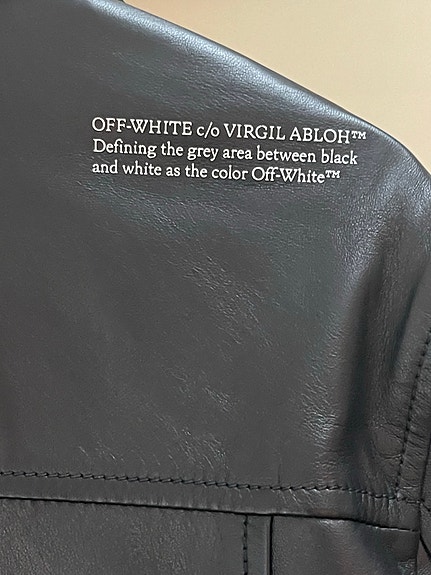 OFF-WHITE c/o VIRGIL ABLOH™
Defining the grey area between black
and white as the color Off-White™